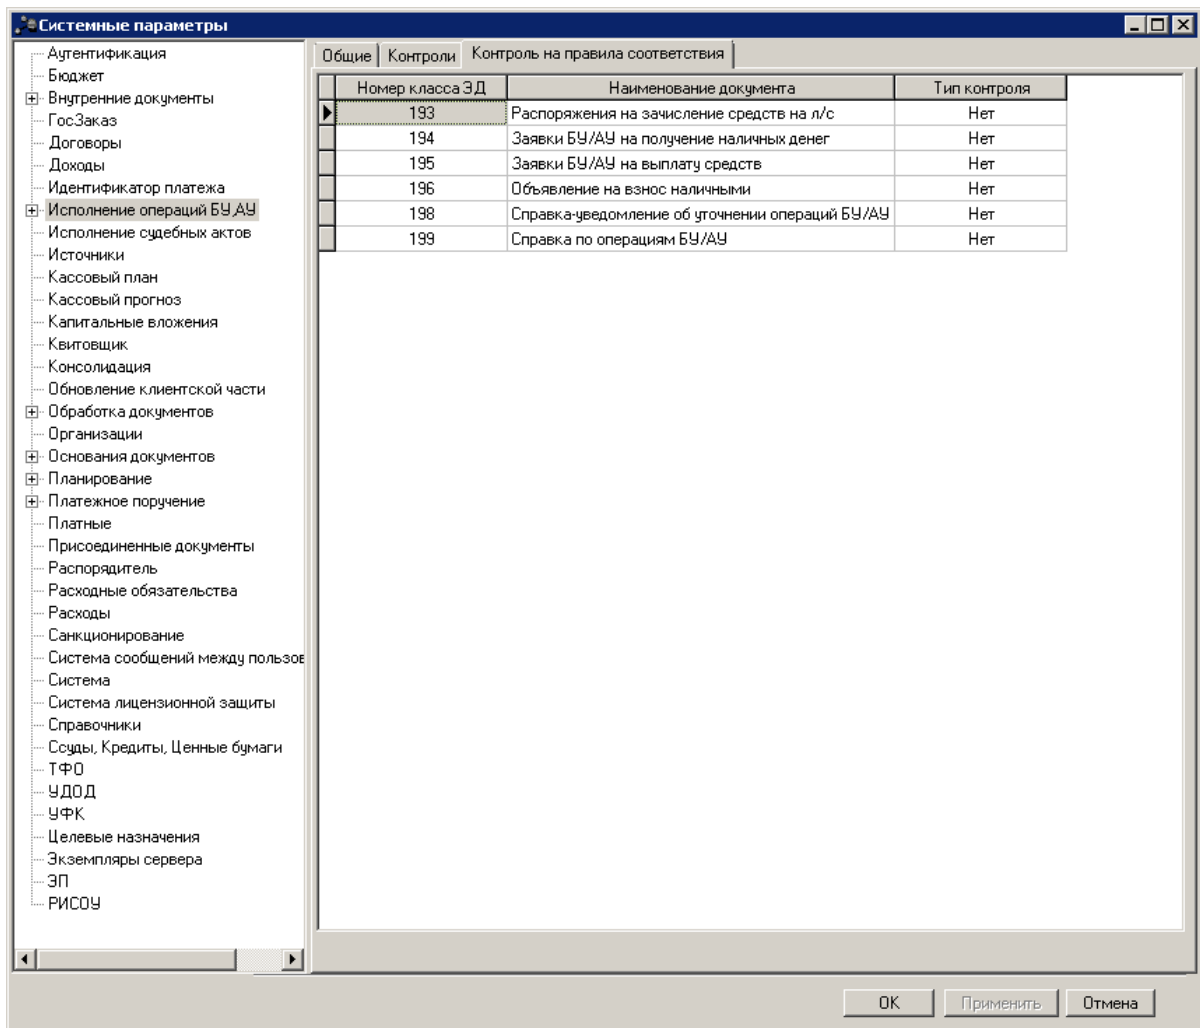 Системные параметры
Аутентификация
Бюджет
Внутренние документы
ГосЗаказ
Договоры
Доходы
Идентификатор платежа
Исполнение операций БУ,АУ
Исполнение судебных актов
Источники
Кассовый план
Кассовый прогноз
Капитальные вложения
Квитовщик
Консолидация
Обновление клиентской части
Обработка документов
Организации
Основания документов
Планирование
Платежное поручение
Платные
Присоединенные документы
Распорядитель
Расходные обязательства
Расходы
Санкционирование
Система сообщений между пользов
Система
Система лицензионной защиты
Справочники
Ссуды, Кредиты, Ценные бумаги
ТФО
УДОД
УФК
Целевые назначения
Экземпляры сервера
ЭП
РИСОУ
Общие Контроли Контроль на правила соответствия
Номер класса ЭД Наименование документа Тип контроля
193 Распоряжения на зачисление средств на л/с Нет
194 Заявки БУ/АУ на получение наличных денег Нет
195 Заявки БУ/АУ на выплату средств Нет
196 Объявление на взнос наличными Нет
198 Справка-уведомление об уточнении операций БУ/АУ Нет
199 Справка по операциям БУ/АУ Нет
OK Применить Отмена